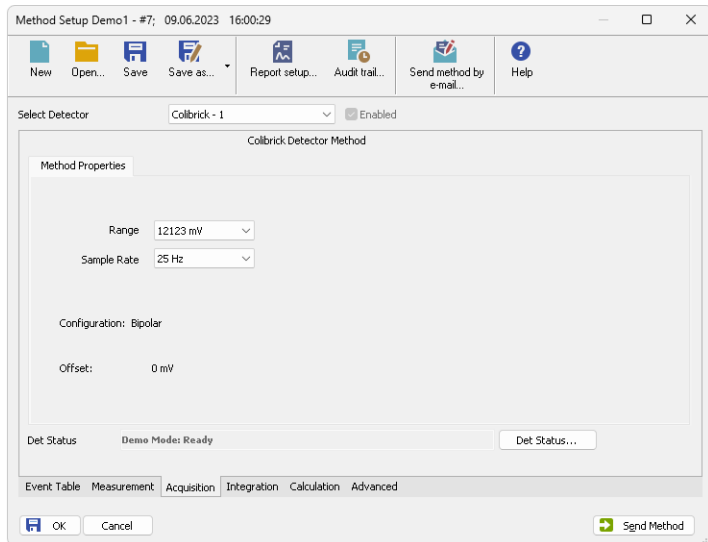 Method Setup Demo1 - #7; 09.06.2023 16:00:29
New Open... Save Save as... Report setup... Audit trail... Send method by e-mail... Help
Select Detector Colibrick - 1 Enabled
Colibrick Detector Method
Method Properties
Range 12123 mV
Sample Rate 25 Hz
Configuration: Bipolar
Offset: 0 mV
Det Status Demo Mode: Ready Det Status...
Event Table Measurement Acquisition Integration Calculation Advanced
OK Cancel Send Method